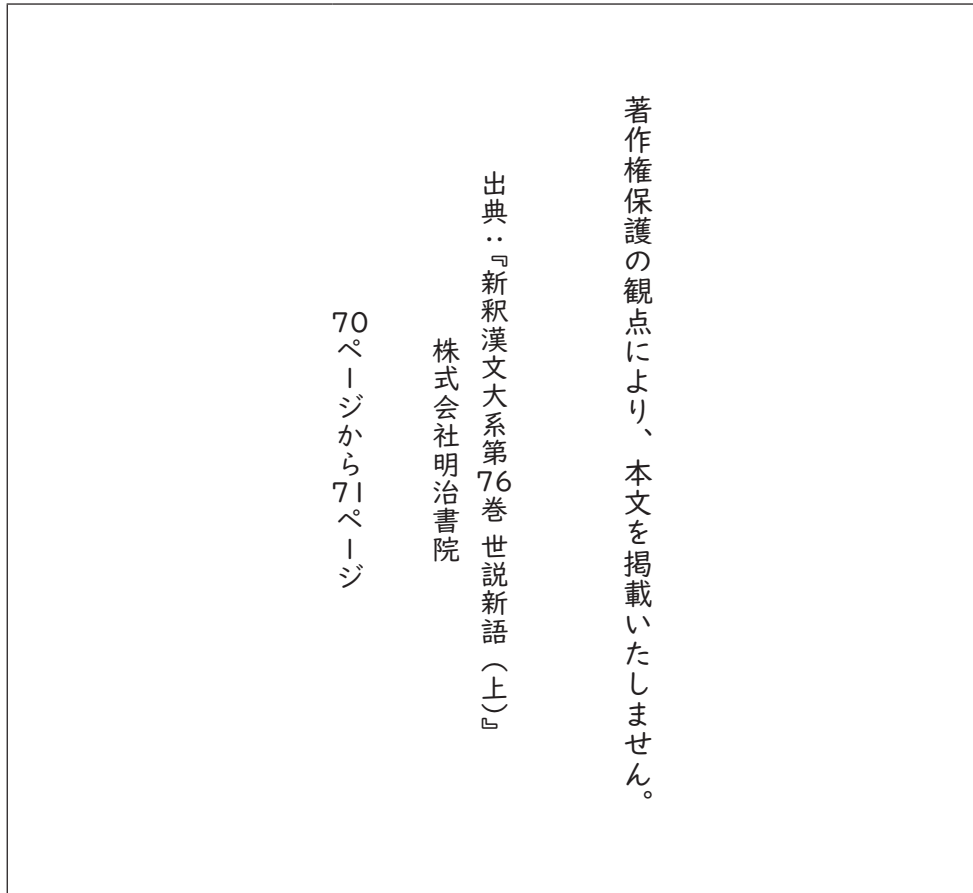 著作権保護の観点により、本文を掲載いたしません。
出典：『新釈漢文大系第76巻 世説新語（上）』
株式会社明治書院
70ページから71ページ